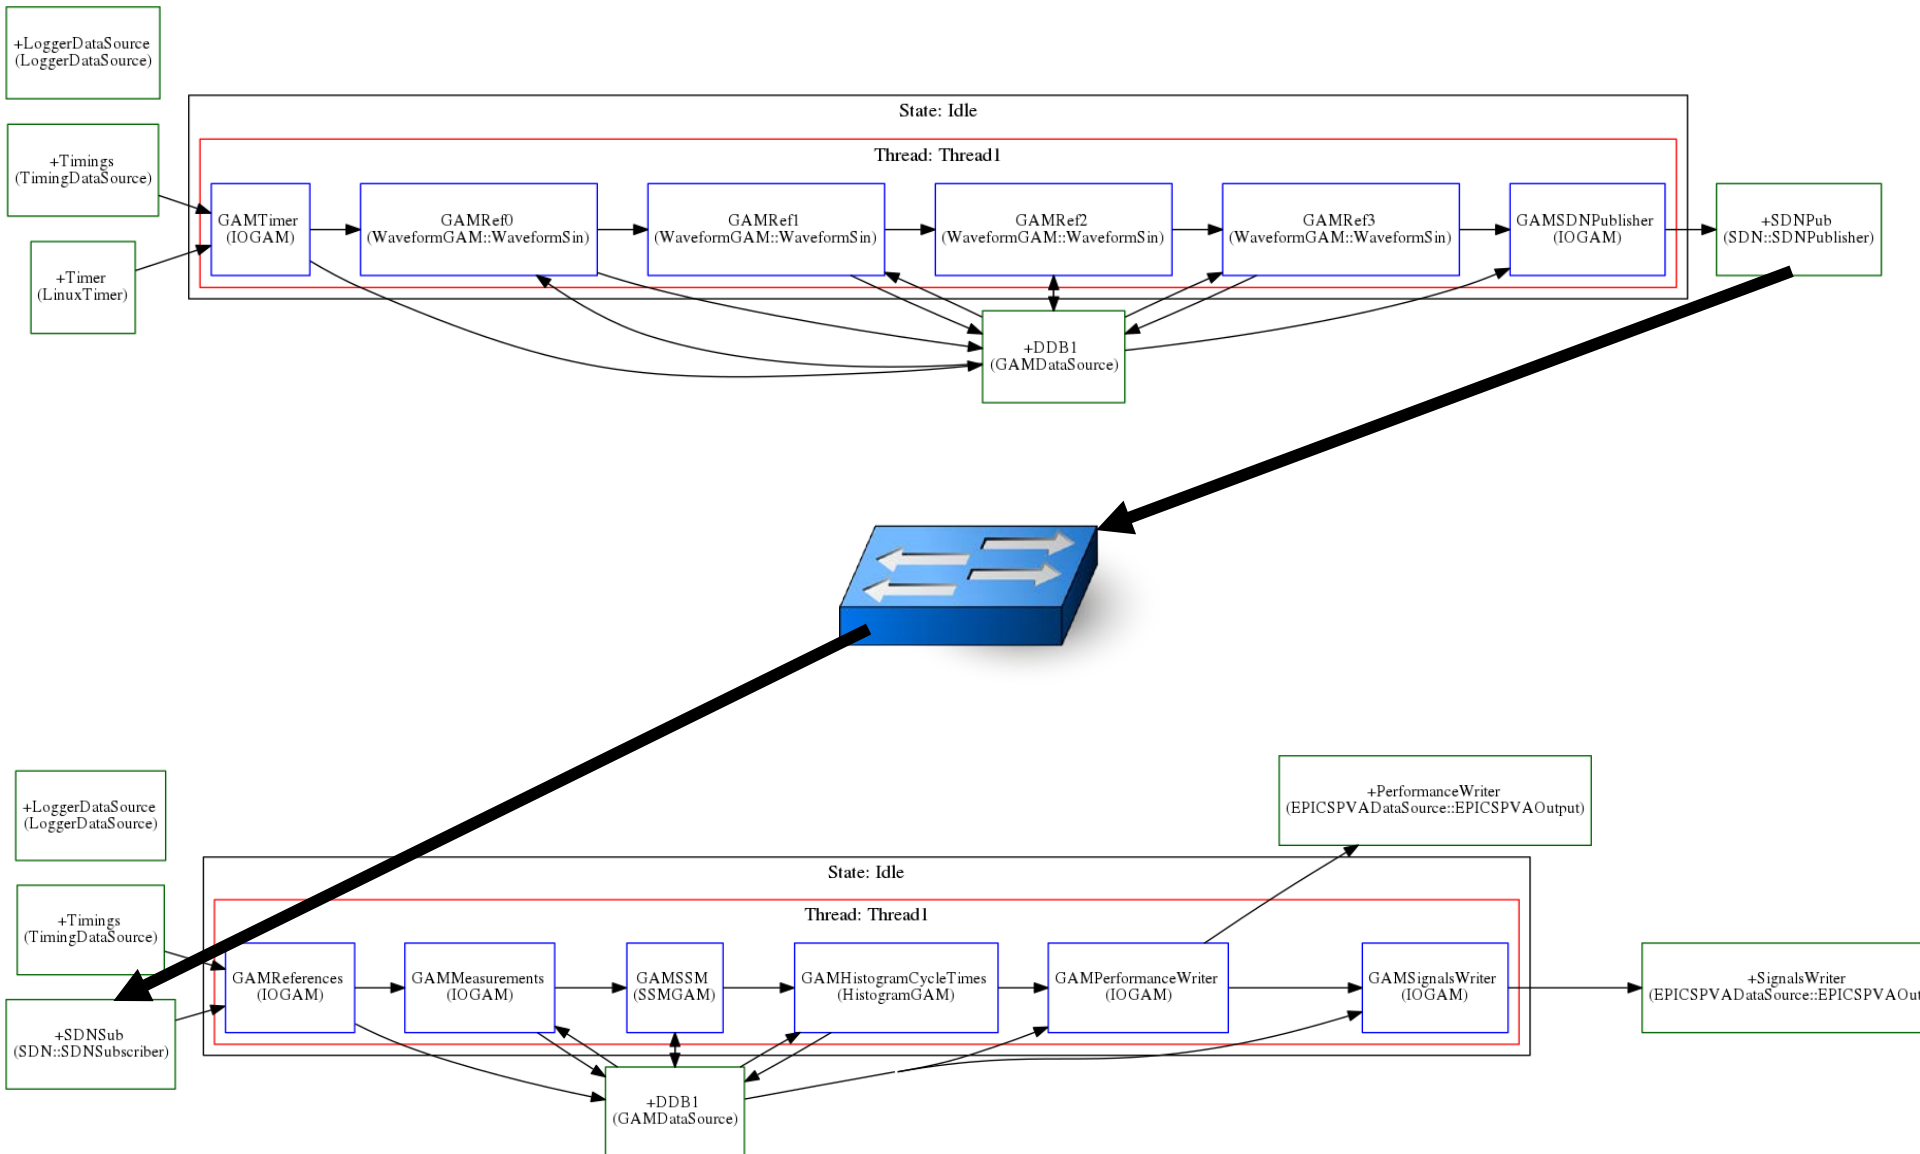 +LoggerDataSource
(LoggerDataSource)
State: Idle
+Timings
(TimingDataSource)
Thread: Thread1
GAMTimer
(IOGAM)
GAMRef0
(WaveformGAM::WaveformSin)
GAMRef1
(WaveformGAM::WaveformSin)
GAMRef2
(WaveformGAM::WaveformSin)
GAMRef3
(WaveformGAM::WaveformSin)
GAMSDNPublisher
(IOGAM)
+SDNPub
(SDN::SDNPublisher)
+Timer
(LinuxTimer)
+DDB1
(GAMDataSource)
+LoggerDataSource
(LoggerDataSource)
+PerformanceWriter
(EPICSPVADataSource::EPICSPVAOutput)
State: Idle
+Timings
(TimingDataSource)
Thread: Thread1
GAMReferences
(IOGAM)
GAMMeasurements
(IOGAM)
GAMSSM
(SSMGAM)
GAMHistogramCycleTimes
(HistogramGAM)
GAMPerformanceWriter
(IOGAM)
GAMSignalsWriter
(IOGAM)
+SignalsWriter
(EPICSPVADataSource::EPICSPVAOut
+SDNSub
(SDN::SDNSubscriber)
+DDB1
(GAMDataSource)